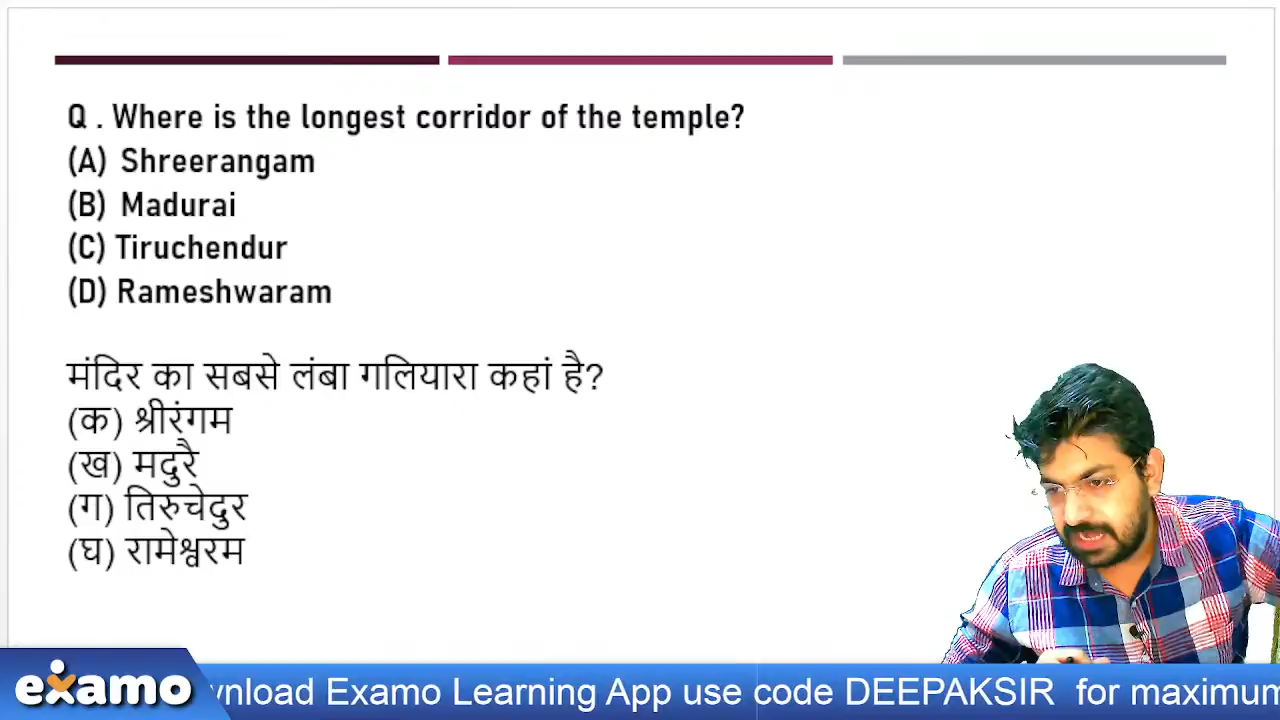 Q . Where is the longest corridor of the temple?
(A) Shreerangam
(B) Madurai
(C) Tiruchendur
(D) Rameshwaram
मंदिर का सबसे लंबा गलियारा कहां है?
(क) श्रीरंगम
(ख) मदुरै
(ग) तिरुचेदुर
(घ) रामेश्वरम
examo
wnload Examo Learning App use code DEEPAKSIR for maximum